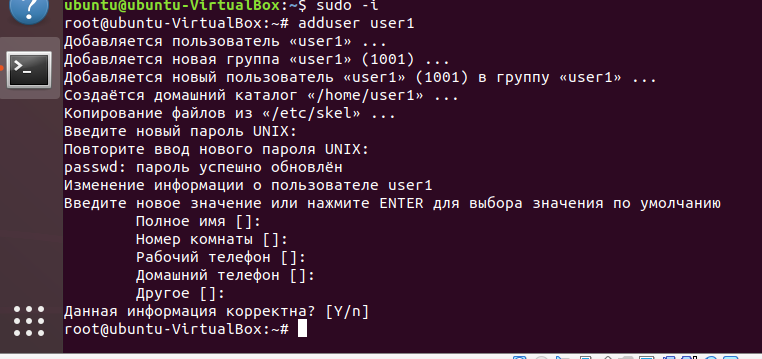 ubuntu@ubuntu-VirtualBox:~$ sudo -i
root@ubuntu-VirtualBox:~# adduser user1
Добавляется пользователь «user1» ...
Добавляется новая группа «user1» (1001) ...
Добавляется новый пользователь «user1» (1001) в группу «user1» ...
Создаётся домашний каталог «/home/user1» ...
Копирование файлов из «/etc/skel» ...
Введите новый пароль UNIX:
Повторите ввод нового пароля UNIX:
passwd: пароль успешно обновлён
Изменение информации о пользователе user1
Введите новое значение или нажмите ENTER для выбора значения по умолчанию
Полное имя []:
Номер комнаты []:
Рабочий телефон []:
Домашний телефон []:
Другое []:
Данная информация корректна? [Y/n]
root@ubuntu-VirtualBox:~#